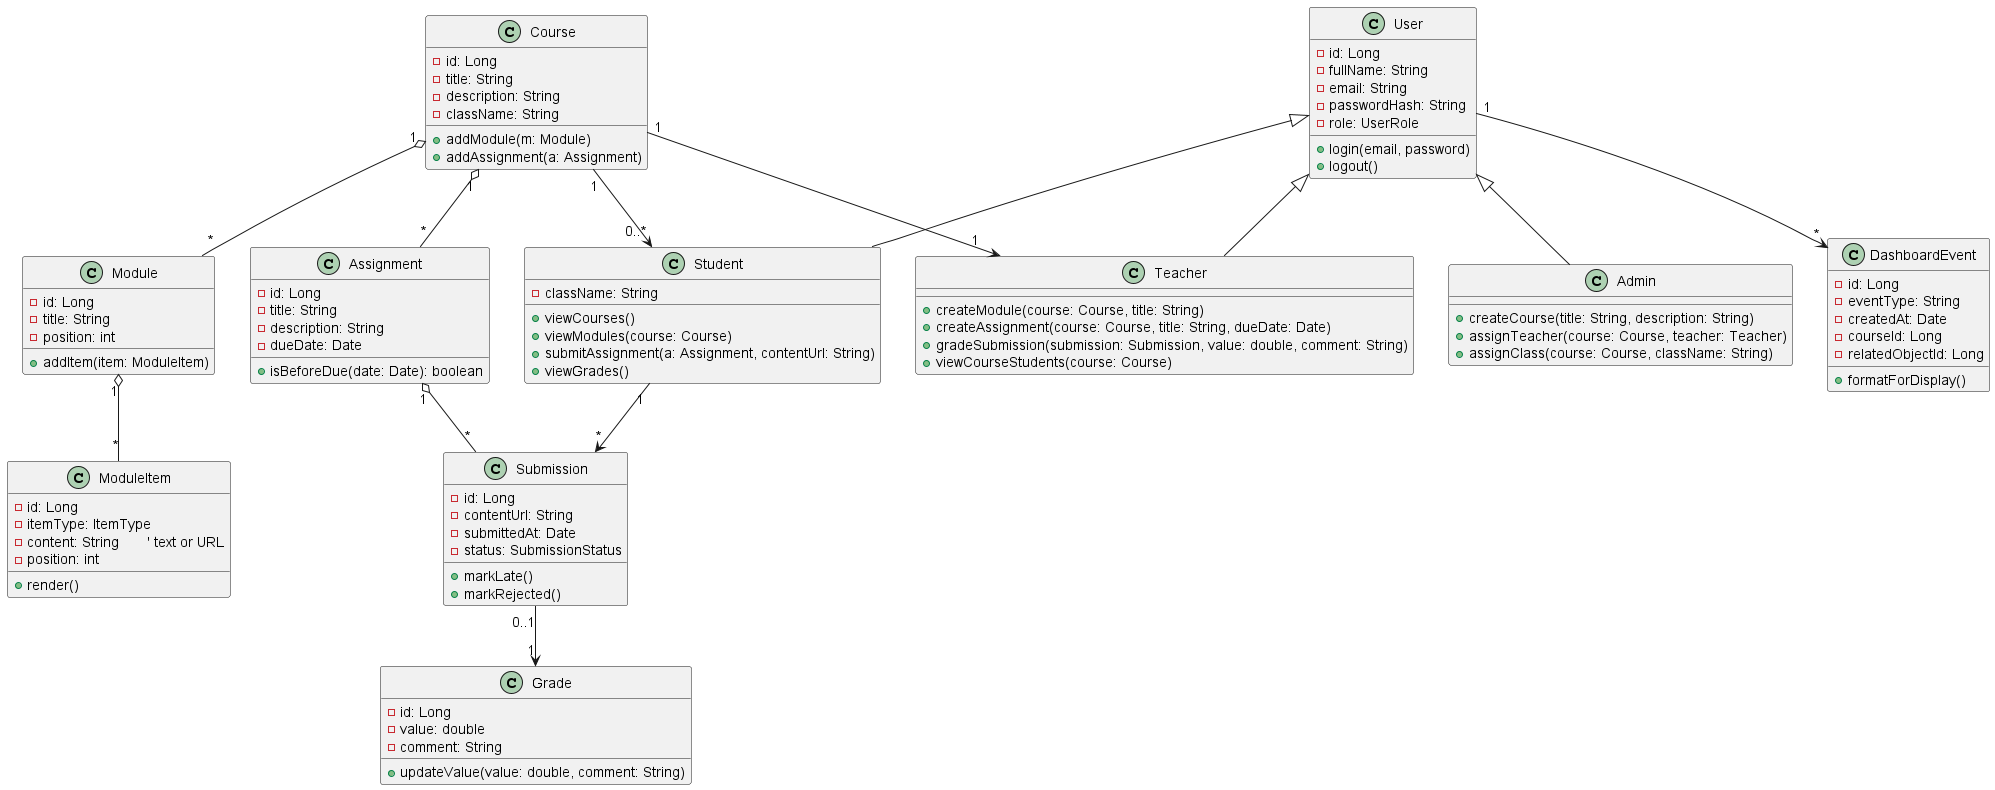 C Course
id: Long
title: String
description: String
className: String
addModule(m: Module)
addAssignment(a: Assignment)
C User
id: Long
fullName: String
email: String
passwordHash: String
role: UserRole
login(email, password)
logout()
1
1
1
1
1
*
*
0..*
1
*
C Module
id: Long
title: String
position: int
addItem(item: ModuleItem)
C Assignment
id: Long
title: String
description: String
dueDate: Date
isBeforeDue(date: Date): boolean
C Student
className: String
viewCourses()
viewModules(course: Course)
submitAssignment(a: Assignment, contentUrl: String)
viewGrades()
C Teacher
createModule(course: Course, title: String)
createAssignment(course: Course, title: String, dueDate: Date)
gradeSubmission(submission: Submission, value: double, comment: String)
viewCourseStudents(course: Course)
C Admin
createCourse(title: String, description: String)
assignTeacher(course: Course, teacher: Teacher)
assignClass(course: Course, className: String)
C DashboardEvent
id: Long
eventType: String
createdAt: Date
courseId: Long
relatedObjectId: Long
formatForDisplay()
1
1
1
*
*
*
C ModuleItem
id: Long
itemType: ItemType
content: String ' text or URL
position: int
render()
C Submission
id: Long
contentUrl: String
submittedAt: Date
status: SubmissionStatus
markLate()
markRejected()
0..1
1
C Grade
id: Long
value: double
comment: String
updateValue(value: double, comment: String)